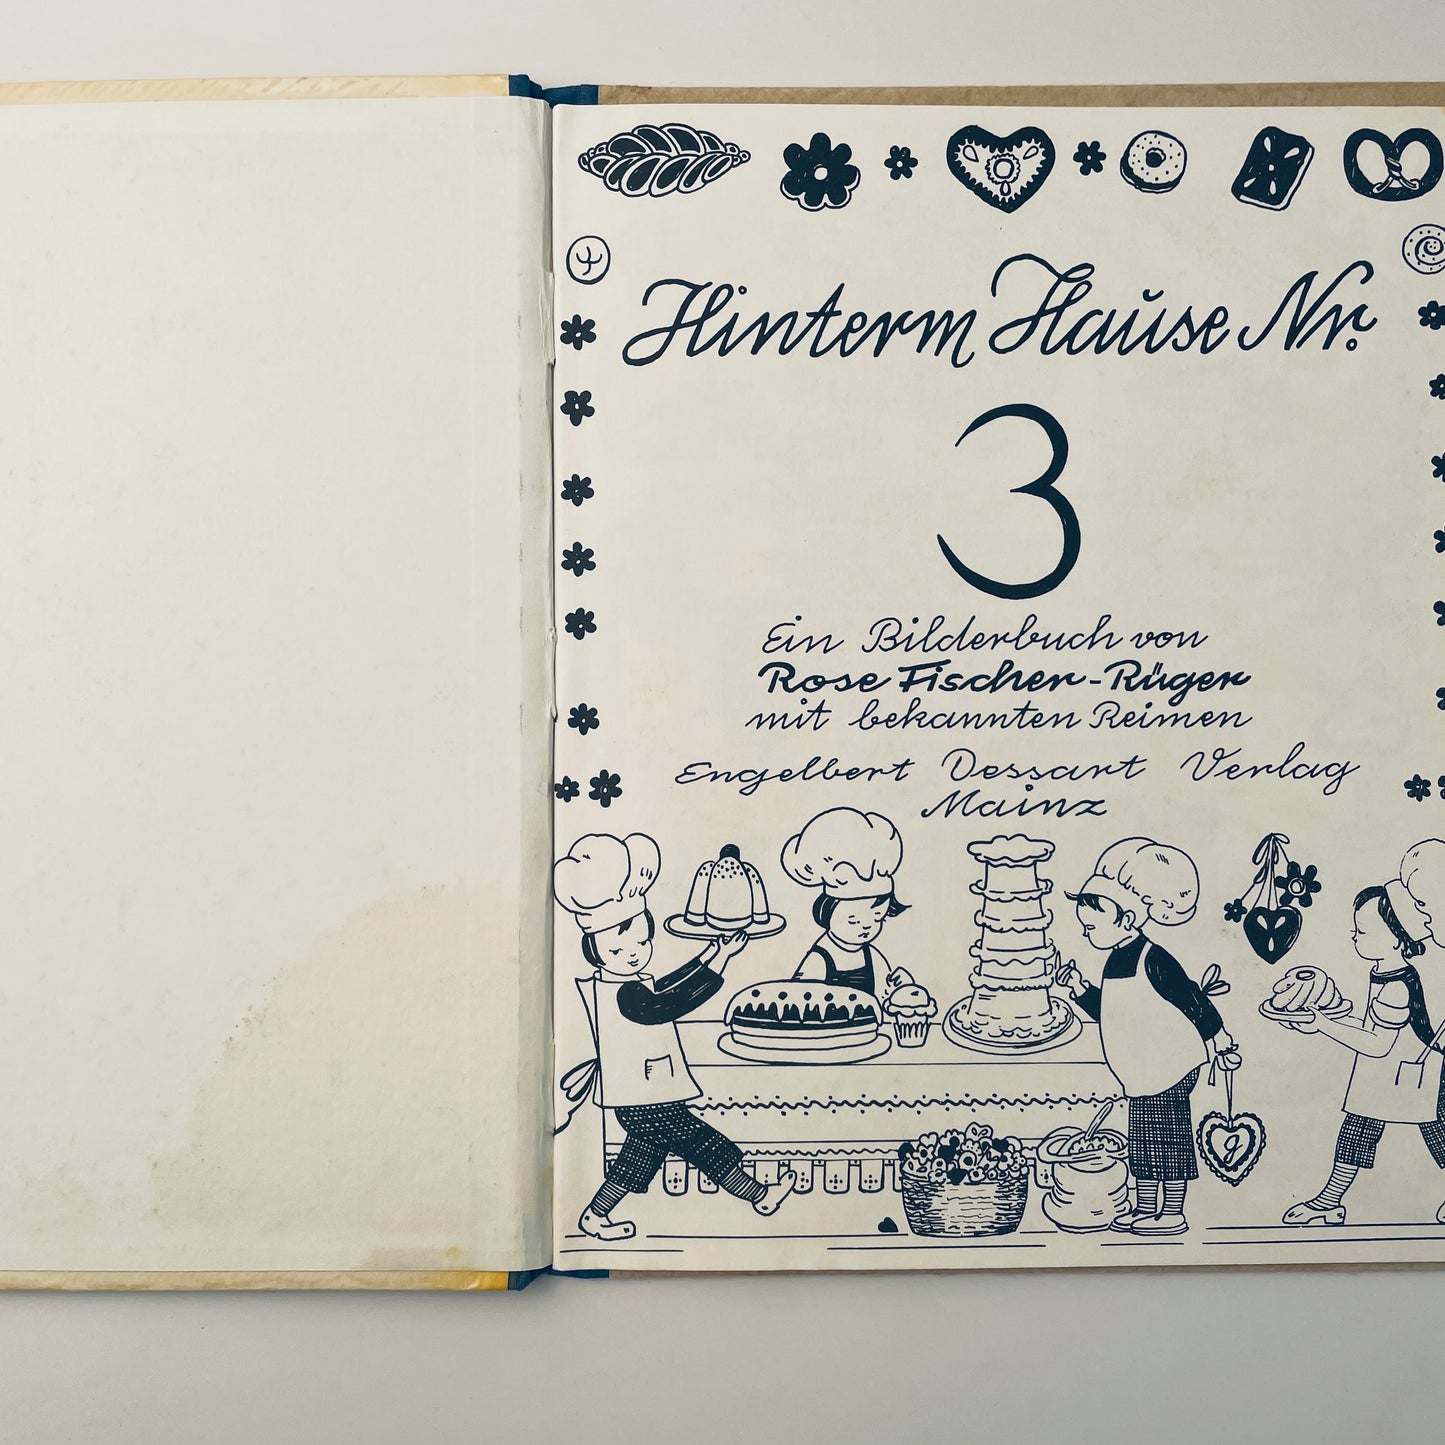 Hinterm Hause Nr.
3
Ein Bilderbuch von
Rose Fischer-Rüger
mit bekannten Reimen
Engelbert Dessart Verlag
Mainz